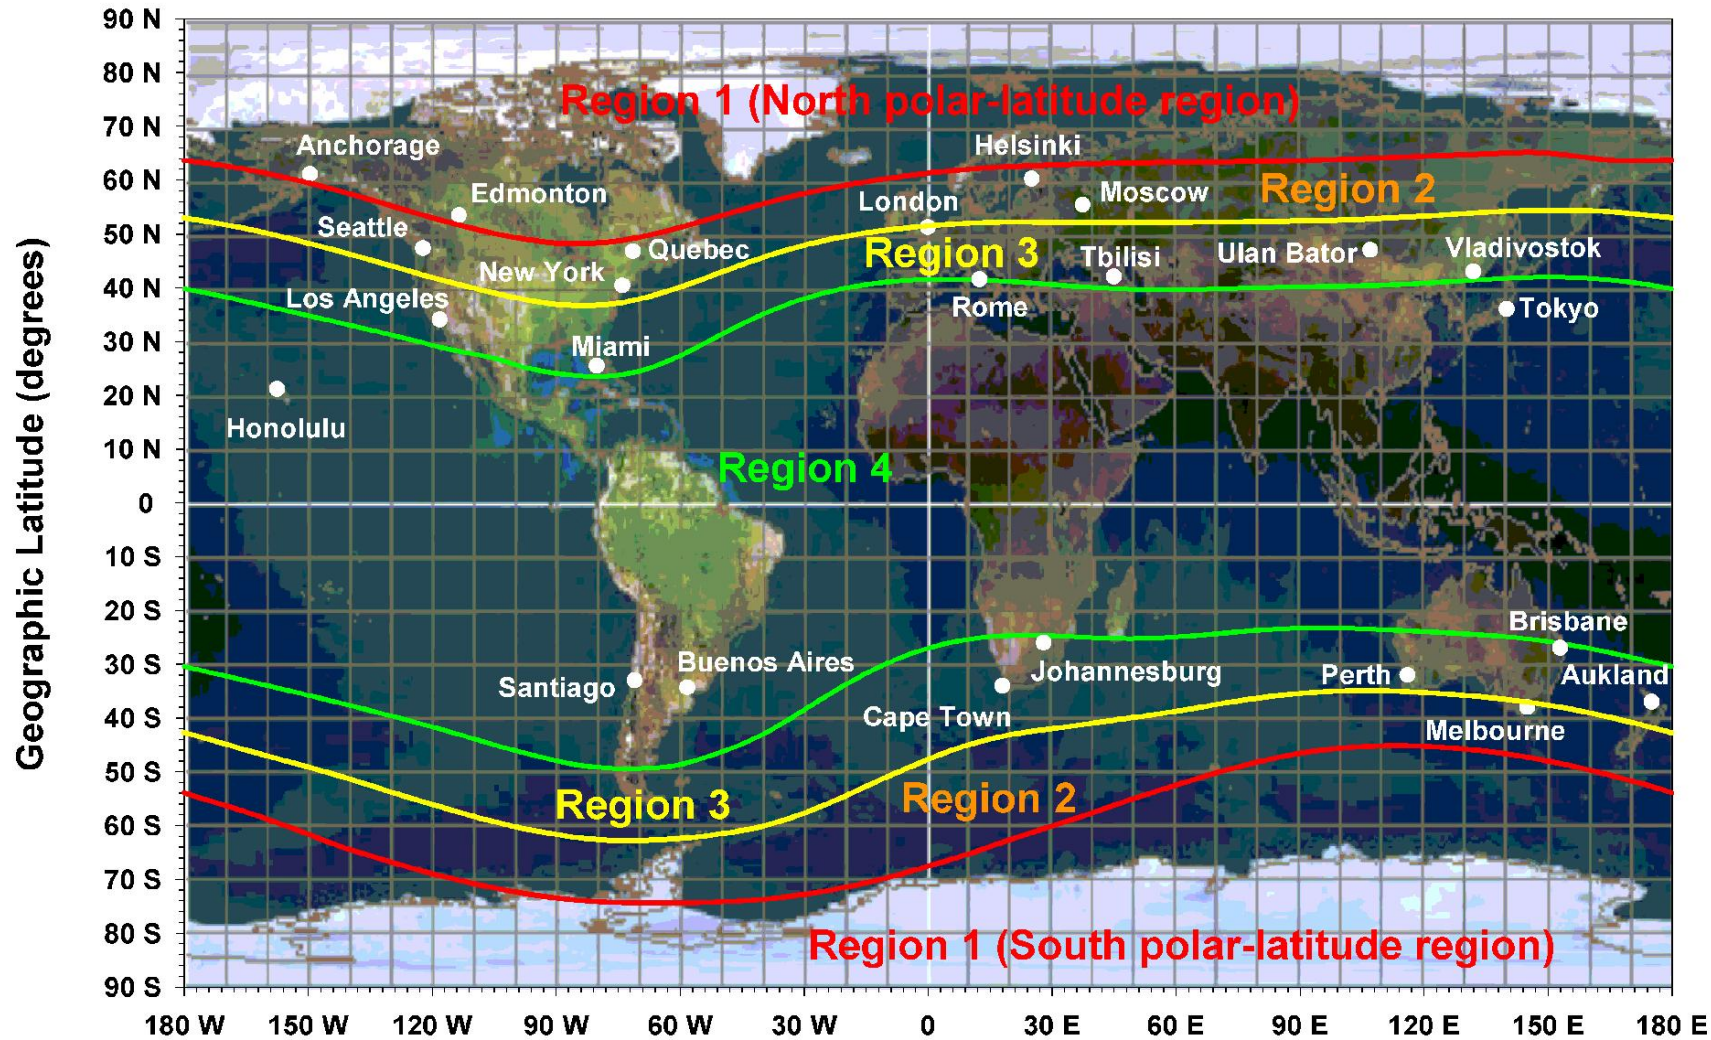 90 N
80 N
Region 1 (North polar-latitude region)
70 N
Anchorage
Helsinki
60 N
Edmonton
London
Moscow
Region 2
50 N
Seattle
Quebec
Region 3
Tbilisi
Ulan Bator
Vladivostok
New York
40 N
Los Angeles
Rome
Tokyo
30 N
Miami
20 N
Honolulu
10 N
Region 4
0
10 S
20 S
Brisbane
30 S
Santiago
Buenos Aires
Johannesburg
Perth
Aukland
40 S
Cape Town
Melbourne
50 S
Region 3
Region 2
60 S
70 S
80 S
Region 1 (South polar-latitude region)
90 S
180 W 150 W 120 W 90 W 60 W 30 W 0 30 E 60 E 90 E 120 E 150 E 180 E
Geographic Latitude (degrees)